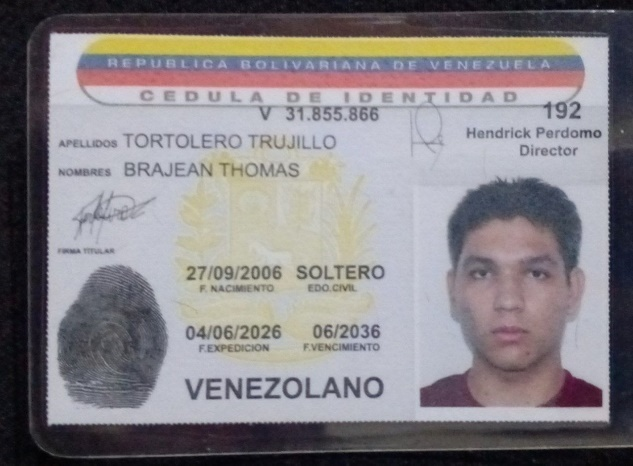 REPUBLICA BOLIVARIANA DE VENEZUELA
CEDULA DE IDENTIDAD
V 31.855.866
192
Hendrick Perdomo
Director
APELLIDOS TORTOLERO TRUJILLO
NOMBRES BRAJEAN THOMAS
FIRMA TITULAR
27/09/2006 SOLTERO
F. NACIMIENTO EDO.CIVIL
04/06/2026 06/2036
F.EXPEDICION F.VENCIMIENTO
VENEZOLANO